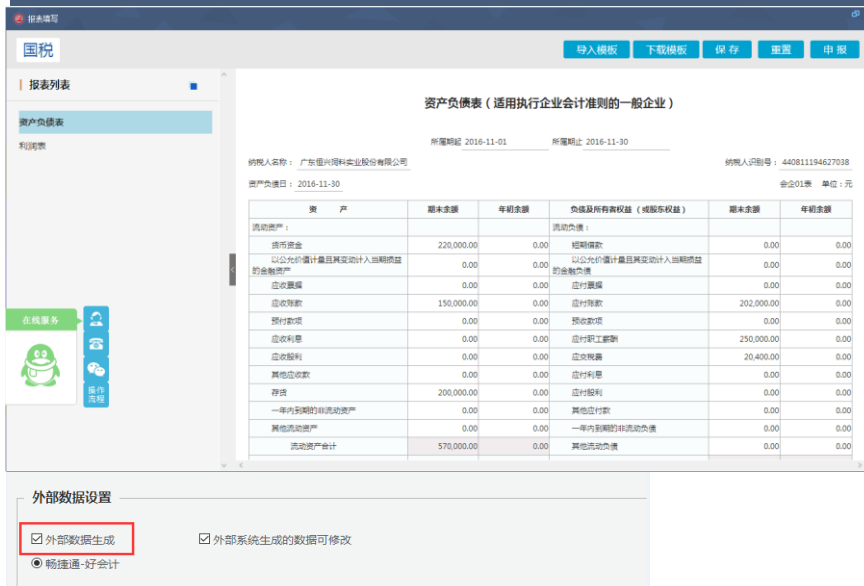 报表填写
国税
导入模板 下载模板 保存 重置 申报
报表列表
资产负债表
利润表
资产负债表（适用执行企业会计准则的一般企业）
所属期起 2016-11-01 所属期止 2016-11-30
纳税人名称： 广东恒兴饲料实业股份有限公司 纳税人识别号： 440811194627038
资产负债日： 2016-11-30 会企01表 单位：元
资 产 期末余额 年初余额 负债及所有者权益（或股东权益） 期末余额 年初余额
流动资产： 流动负债：
货币资金 220,000.00 0.00 短期借款 0.00 0.00
以公允价值计量且其变动计入当期损益 以公允价值计量且其变动计入当期损益
的金融资产 0.00 0.00 的金融负债 0.00 0.00
应收票据 0.00 0.00 应付票据 0.00 0.00
应收账款 150,000.00 0.00 应付账款 202,000.00 0.00
预付款项 0.00 0.00 预收款项 0.00 0.00
应收利息 0.00 0.00 应付职工薪酬 250,000.00 0.00
应收股利 0.00 0.00 应交税费 20,400.00 0.00
其他应收款 0.00 0.00 应付利息 0.00 0.00
存货 200,000.00 0.00 应付股利 0.00 0.00
一年内到期的非流动资产 0.00 0.00 其他应付款 0.00 0.00
其他流动资产 0.00 0.00 一年内到期的非流动负债 0.00 0.00
流动资产合计 570,000.00 0.00 其他流动负债 0.00 0.00
在线服务
操作
流程
外部数据设置
外部数据生成 外部系统生成的数据可修改
畅捷通-好会计